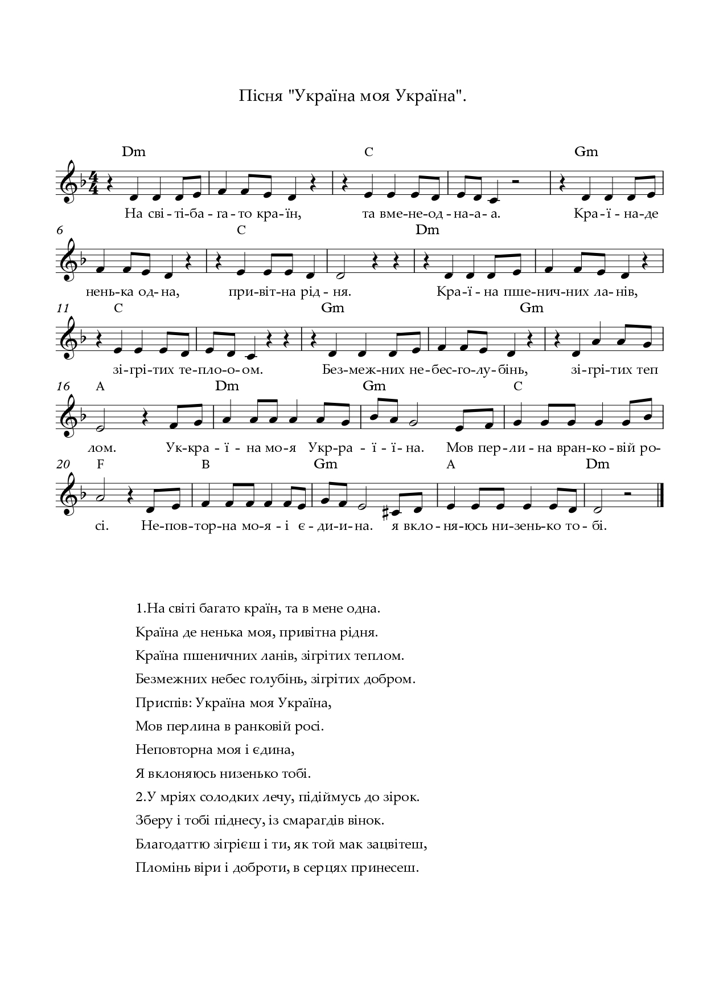 Пісня "Україна моя Україна".
Dm C Gm
4
4
На сві-ті-ба-га-то кра-їн, та вме-не-од-на-а-а. Кра-ї-на-де
6 C Dm
нень-ка од-на, при-віт-на рід-ня. Кра-ї-на пше-нич-них ла-нів,
11 C Gm Gm
зі-грі-тих те-пло-о-ом. Без-меж-них не-бес-го-лу-бінь, зі-грі-тих теп
16 A Dm Gm C
лом. Ук-кра-ї-на мо-я Укр-ра-ї-ї-на. Мов пер-ли-на вран-ко-вій ро-
20 F B Gm A Dm
сі. Не-пов-тор-на мо-я-і є-ди-и-на. я вкло-ня-юсь ни-зень-ко то-бі.
1.На світі багато країн, та в мене одна.
Країна де ненька моя, привітна рідня.
Країна пшеничних ланів, зігрітих теплом.
Безмежних небес голубінь, зігрітих добром.
Приспів: Україна моя Україна,
Мов перлина в ранковій росі.
Неповторна моя і єдина,
Я вклоняюсь низенько тобі.
2.У мріях солодких лечу, підіймусь до зірок.
Зберу і тобі піднесу, із смарагдів вінок.
Благодаттю зігрієш і ти, як той мак зацвітеш,
Пломінь віри і доброти, в серцях принесеш.